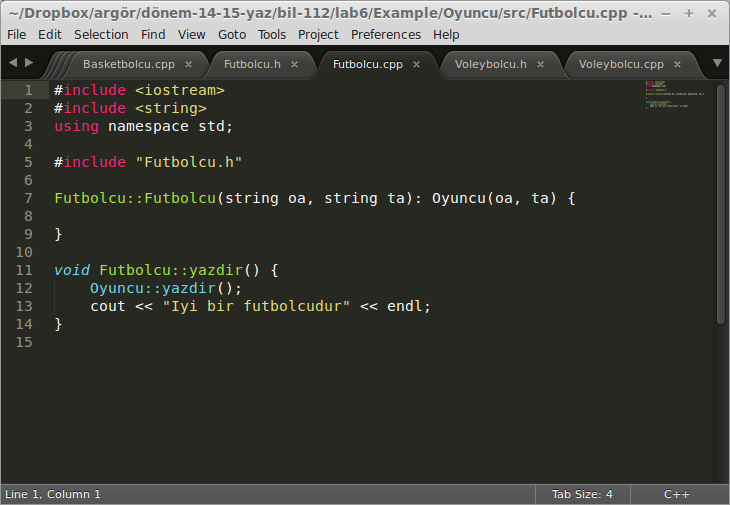 ~/Dropbox/argör/dönem-14-15-yaz/bil-112/lab6/Example/Oyuncu/src/Futbolcu.cpp -...
File Edit Selection Find View Goto Tools Project Preferences Help
Basketbolcu.cpp Futbolcu.h Futbolcu.cpp Voleybolcu.h Voleybolcu.cpp
1 #include <iostream>
2 #include <string>
3 using namespace std;
4
5 #include "Futbolcu.h"
6
7 Futbolcu::Futbolcu(string oa, string ta): Oyuncu(oa, ta) {
8
9 }
10
11 void Futbolcu::yazdir() {
12     Oyuncu::yazdir();
13     cout << "Iyi bir futbolcudur" << endl;
14 }
15
Line 1, Column 1 Tab Size: 4 C++